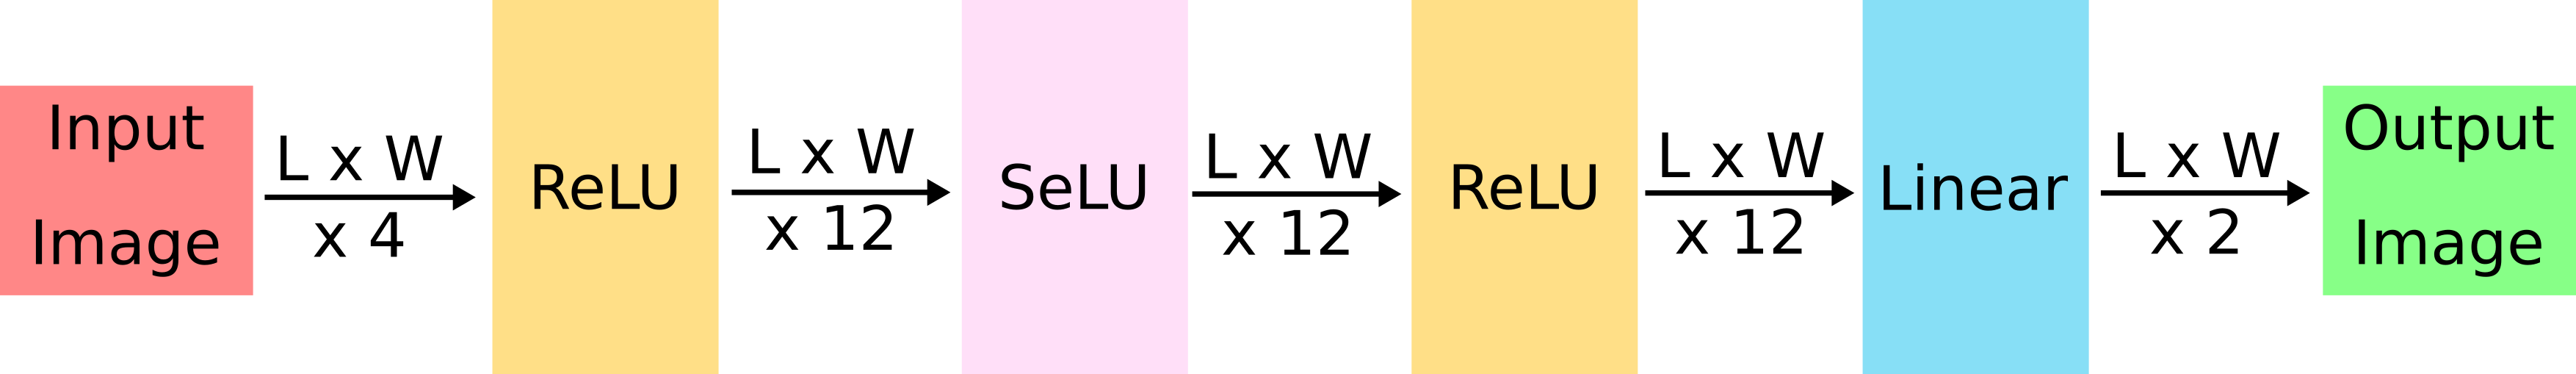 Input
Image
L x W
x 4
ReLU
L x W
x 12
SeLU
L x W
x 12
ReLU
L x W
x 12
Linear
L x W
x 2
Output
Image